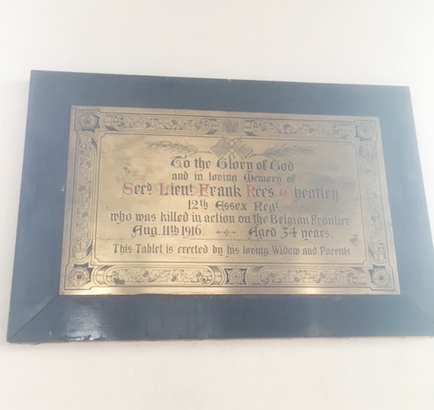 To the Glory of God
and in loving Memory of
Secd Lieut Frank Rees Wheatley,
12th Essex Regt
who was killed in action on the Belgian Frontier
Aug 11th 1916. Aged 34 years.
This Tablet is erected by his loving Widow and Parents